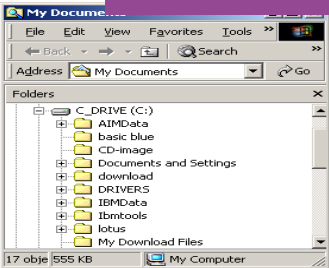 My Docume
File Edit View Favorites Tools »
Back Search »
Address My Documents Go
Folders
C_DRIVE (C:)
AIMData
basic blue
CD-image
Documents and Settings
download
DRIVERS
IBMData
Ibmtools
lotus
My Download Files
17 obje 555 KB My Computer